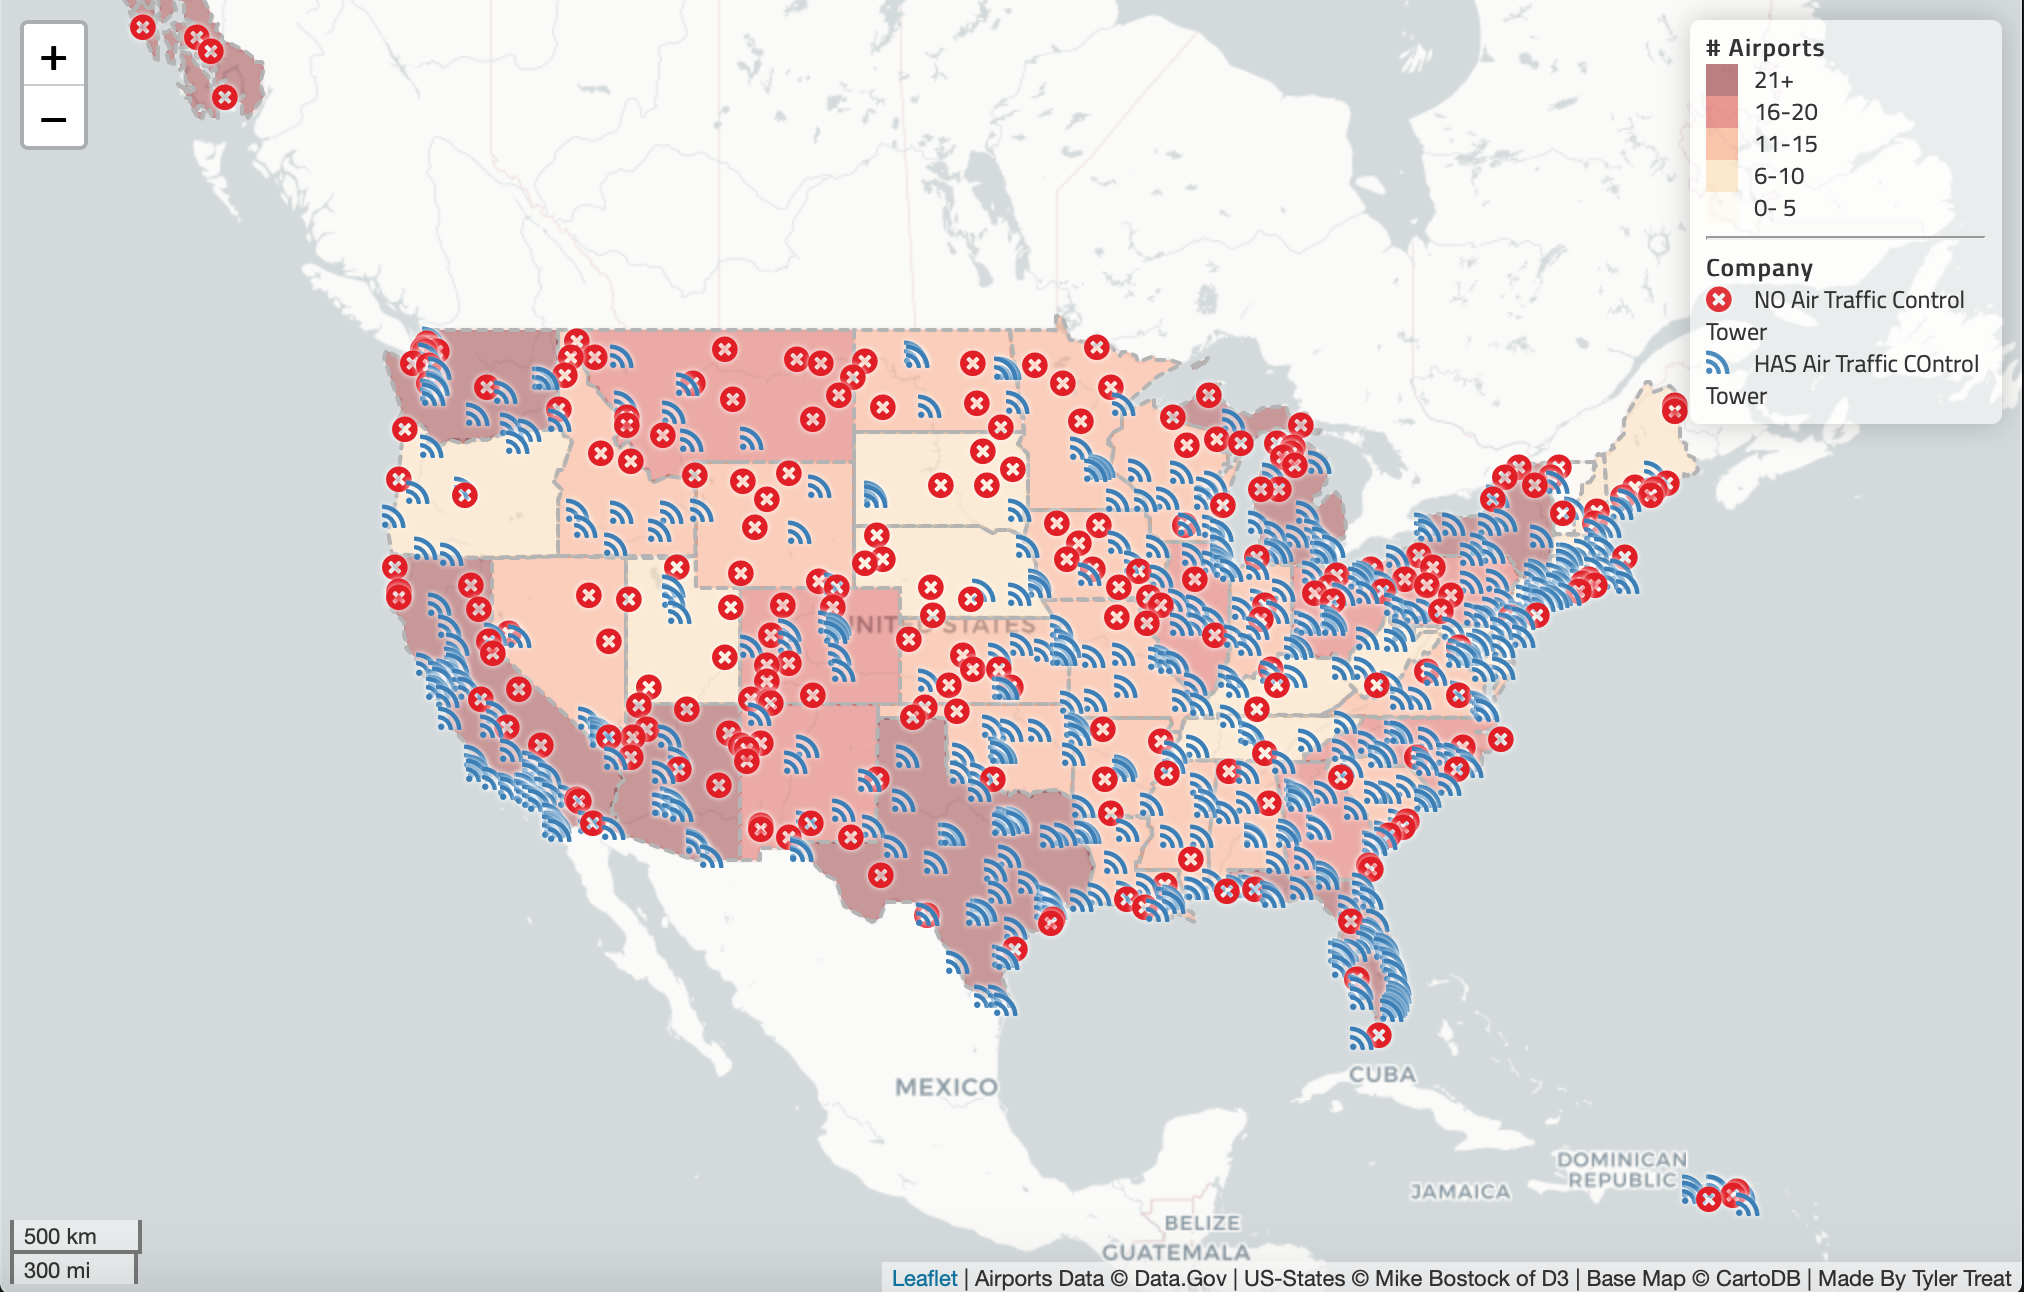 +
−
# Airports
21+
16-20
11-15
6-10
0- 5
Company
NO Air Traffic Control
Tower
HAS Air Traffic COntrol
Tower
UNITED STATES
MEXICO
CUBA
DOMINICAN
REPUBLIC
JAMAICA
BELIZE
GUATEMALA
500 km
300 mi
Leaflet | Airports Data © Data.Gov | US-States © Mike Bostock of D3 | Base Map © CartoDB | Made By Tyler Treat